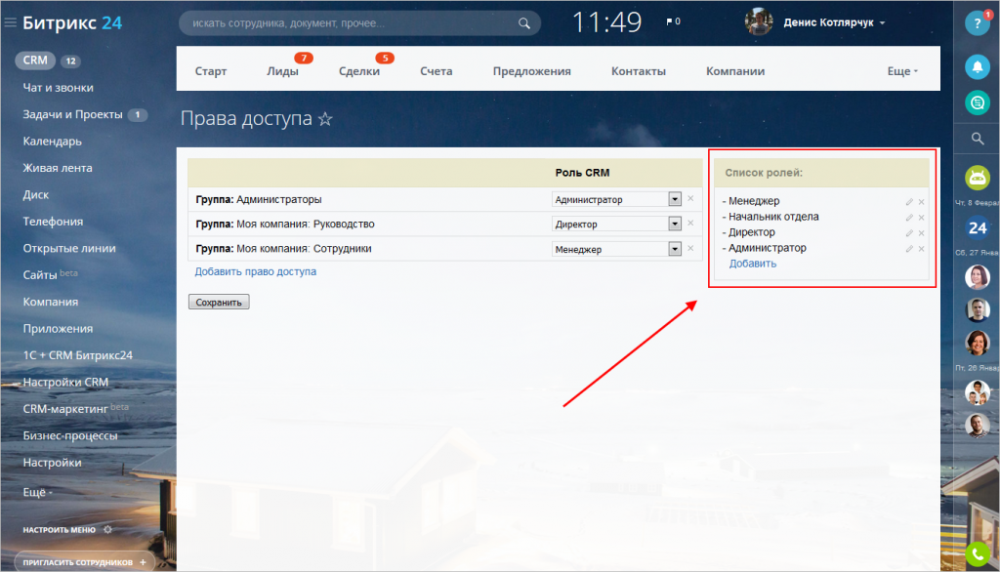 Битрикс 24
искать сотрудника, документ, прочее...
11:49
0
Денис Котлярчук
?
1
CRM 12
Чат и звонки
Задачи и Проекты 1
Календарь
Живая лента
Диск
Телефония
Открытые линии
Сайты beta
Компания
Приложения
1С + CRM Битрикс24
Настройки CRM
CRM-маркетинг beta
Бизнес-процессы
Настройки
Ещё
НАСТРОИТЬ МЕНЮ
ПРИГЛАСИТЬ СОТРУДНИКОВ +
Старт Лиды 7 Сделки 5 Счета Предложения Контакты Компании Еще
Права доступа
Роль CRM
Группа: Администраторы Администратор
Группа: Моя компания: Руководство Директор
Группа: Моя компания: Сотрудники Менеджер
Добавить право доступа
Сохранить
Список ролей:
- Менеджер
- Начальник отдела
- Директор
- Администратор
Добавить
Чт, 8 Феврал
24
Сб, 27 Янва
Пт, 26 Январ